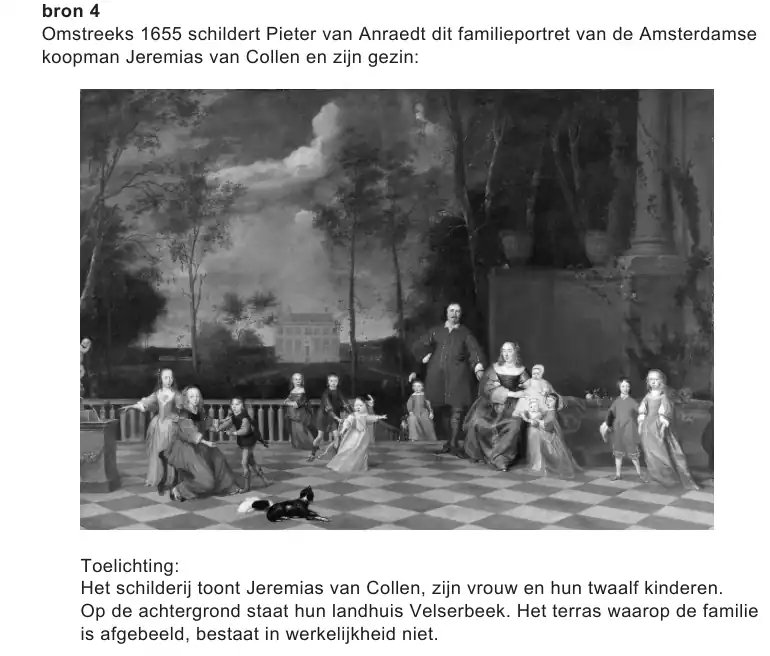 bron 4
Omstreeks 1655 schildert Pieter van Anraedt dit familieportret van de Amsterdamse
koopman Jeremias van Collen en zijn gezin:
Toelichting:
Het schilderij toont Jeremias van Collen, zijn vrouw en hun twaalf kinderen.
Op de achtergrond staat hun landhuis Velserbeek. Het terras waarop de familie
is afgebeeld, bestaat in werkelijkheid niet.